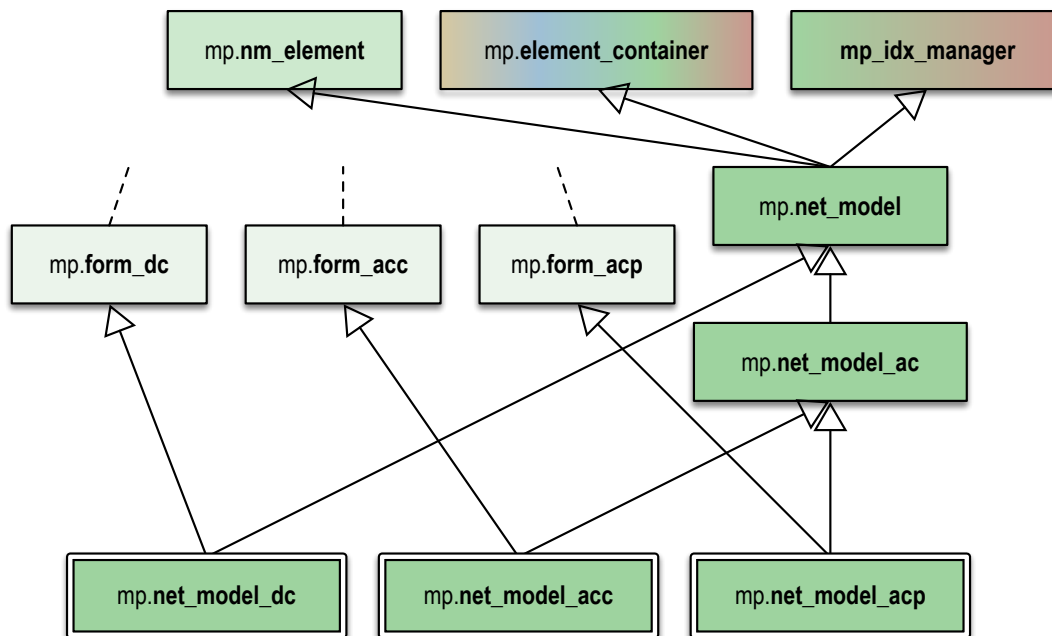 mp.nm_element
mp.element_container
mp_idx_manager
mp.net_model
mp.form_dc
mp.form_acc
mp.form_acp
mp.net_model_ac
mp.net_model_dc
mp.net_model_acc
mp.net_model_acp